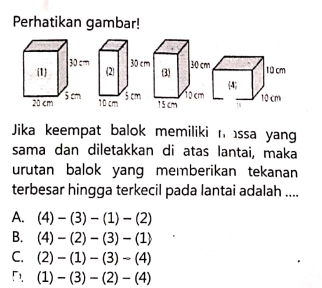 Perhatikan gambar!
(1) 30 cm 5 cm 20 cm
(2) 30 cm 5 cm 10 cm
(3) 30 cm 10 cm 15 cm
(4) 10 cm 10 cm
Jika keempat balok memiliki yang
sama dan diletakkan di atas lantai, maka
urutan balok yang memberikan tekanan
terbesar hingga terkecil pada lantai adalah ....
A. (4) – (3) – (1) – (2)
B. (4) – (2) – (3) – (1)
C. (2) – (1) – (3) – (4)
(1) – (3) – (2) – (4)